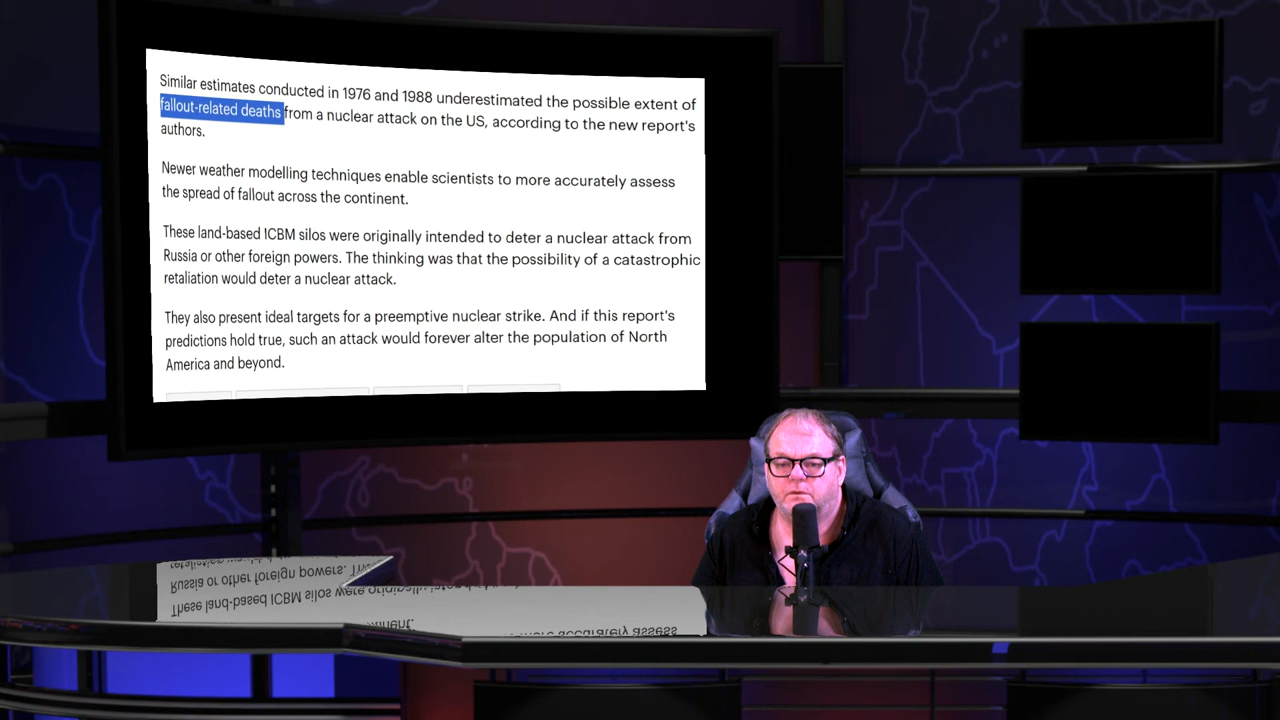 Similar estimates conducted in 1976 and 1988 underestimated the possible extent of
fallout-related deaths from a nuclear attack on the US, according to the new report's
authors.
Newer weather modelling techniques enable scientists to more accurately assess
the spread of fallout across the continent.
These land-based ICBM silos were originally intended to deter a nuclear attack from
Russia or other foreign powers. The thinking was that the possibility of a catastrophic
retaliation would deter a nuclear attack.
They also present ideal targets for a preemptive nuclear strike. And if this report's
predictions hold true, such an attack would forever alter the population of North
America and beyond.